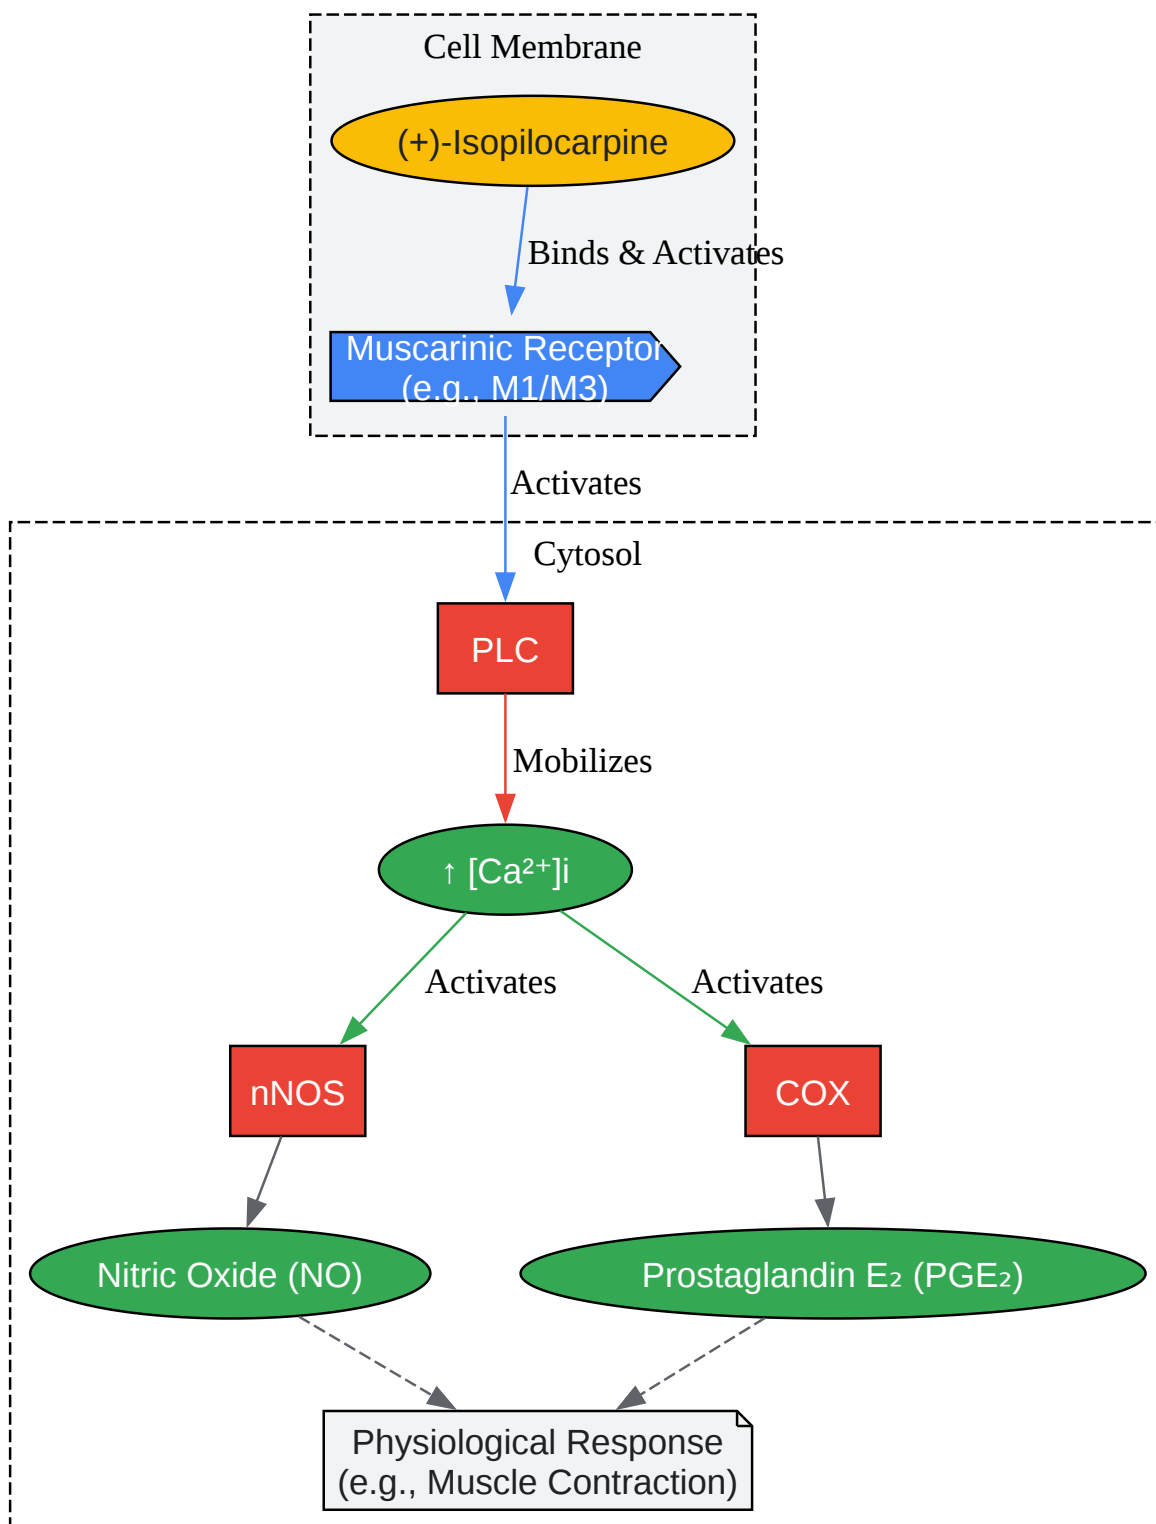 Cell Membrane
(+)-Isopilocarpine
Binds & Activates
Muscarinic Receptor
(e.g., M1/M3)
Activates
Cytosol
PLC
Mobilizes
↑ [Ca²⁺]i
Activates
Activates
nNOS
COX
Nitric Oxide (NO)
Prostaglandin E₂ (PGE₂)
Physiological Response
(e.g., Muscle Contraction)